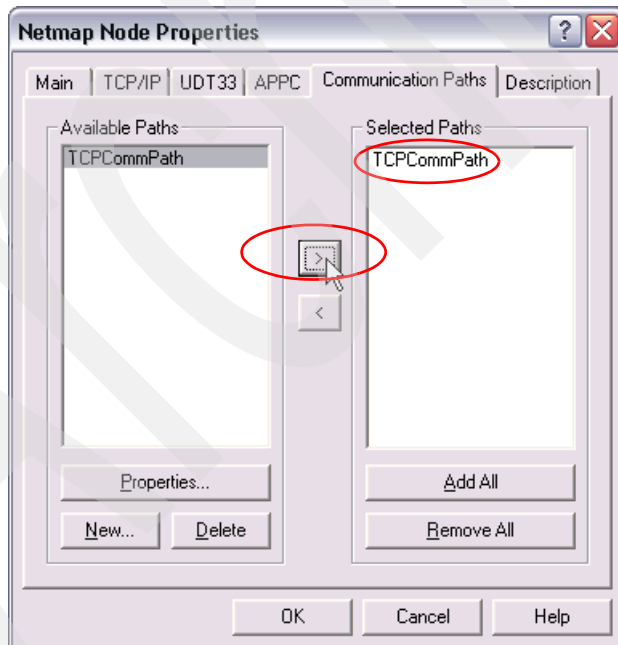 Netmap Node Properties
Main TCP/IP UDT33 APPC Communication Paths Description
Available Paths Selected Paths
TCPCommPath TCPCommPath
>
<
Properties... Add All
New... Delete Remove All
OK Cancel Help